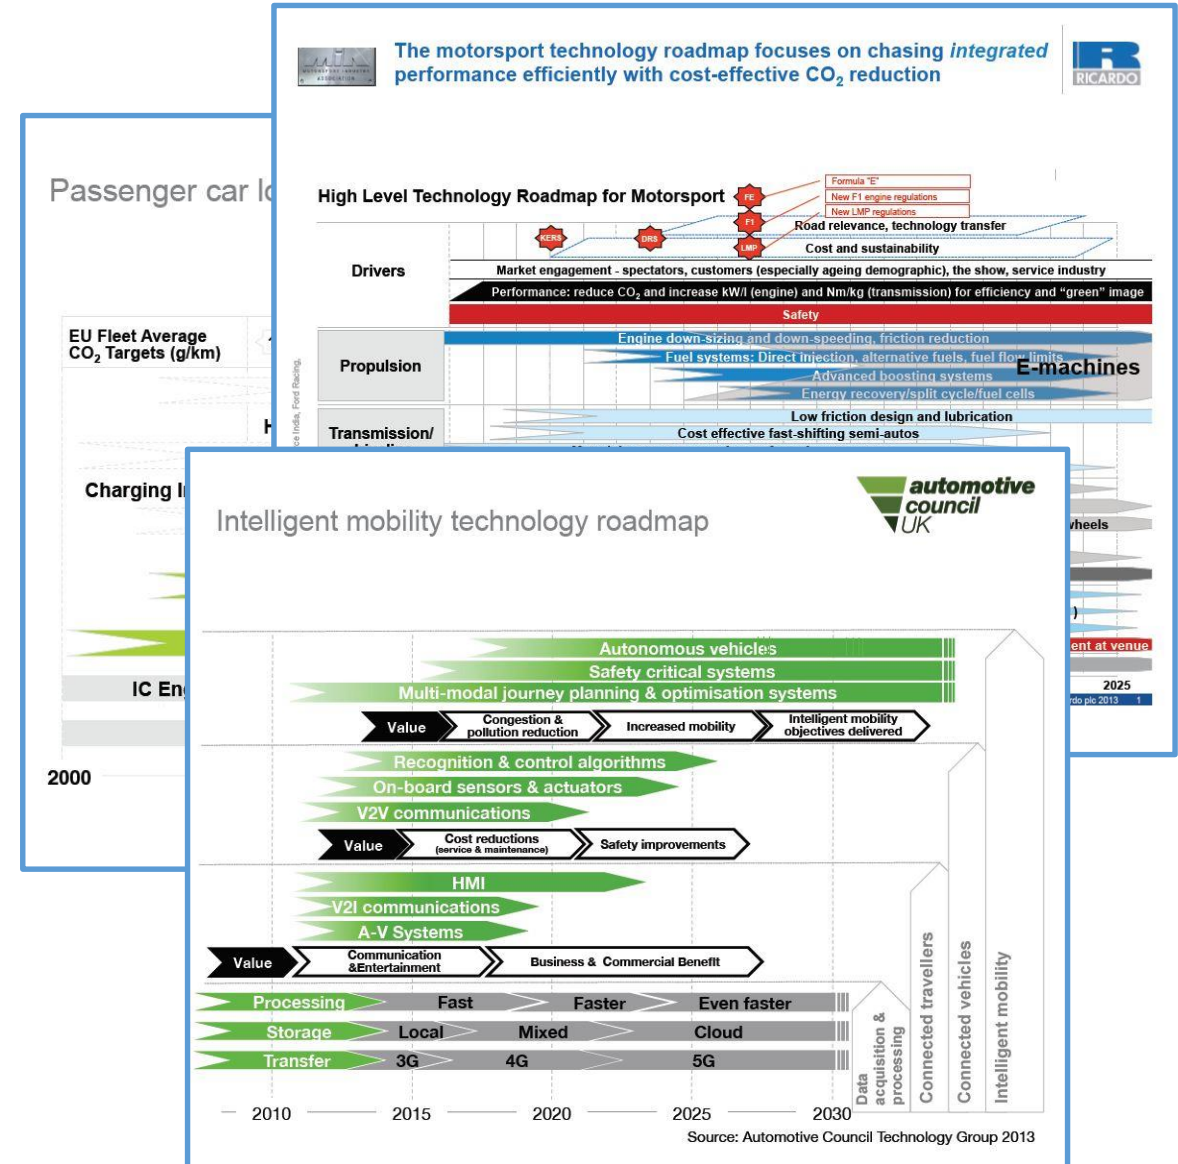 The motorsport technology roadmap focuses on chasing integrated
performance efficiently with cost-effective CO2 reduction
MOTORSPORT INDUSTRY
ASSOCIATION
RICARDO
High Level Technology Roadmap for Motorsport
Formula "E"
New F1 engine regulations
New LMP regulations
FE
F1
LMP
KERS
DRS
Road relevance, technology transfer
Cost and sustainability
Drivers
Market engagement - spectators, customers (especially ageing demographic), the show, service industry
Performance: reduce CO2 and increase kW/l (engine) and Nm/kg (transmission) for efficiency and “green” image
Safety
Propulsion
Engine down-sizing and down-speeding, friction reduction
Fuel systems: Direct injection, alternative fuels, fuel flow limits
Advanced boosting systems
Energy recovery/split cycle/fuel cells
E-machines
Transmission/
Low friction design and lubrication
Cost effective fast-shifting semi-autos
ce India, Ford Racing,
wheels
)
ent at venue
2025
rdo plc 2013 1
Passenger car lo
EU Fleet Average
CO2 Targets (g/km)
H
Charging I
IC En
2000
Intelligent mobility technology roadmap
automotive
council
UK
Autonomous vehicles
Safety critical systems
Multi-modal journey planning & optimisation systems
Value
Congestion &
pollution reduction
Increased mobility
Intelligent mobility
objectives delivered
Recognition & control algorithms
On-board sensors & actuators
V2V communications
Value
Cost reductions
(service & maintenance)
Safety improvements
HMI
V2I communications
A-V Systems
Value
Communication
&Entertainment
Business & Commercial Benefit
Processing Fast Faster Even faster
Storage Local Mixed Cloud
Transfer 3G 4G 5G
Data
acquisition &
processing
Connected travellers
Connected vehicles
Intelligent mobility
2010 2015 2020 2025 2030
Source: Automotive Council Technology Group 2013